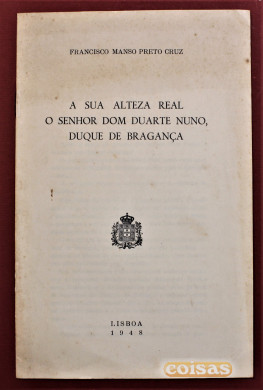 FRANCISCO MANSO PRETO CRUZ
A SUA ALTEZA REAL
O SENHOR DOM DUARTE NUNO,
DUQUE DE BRAGANÇA
LISBOA
1948
coisas